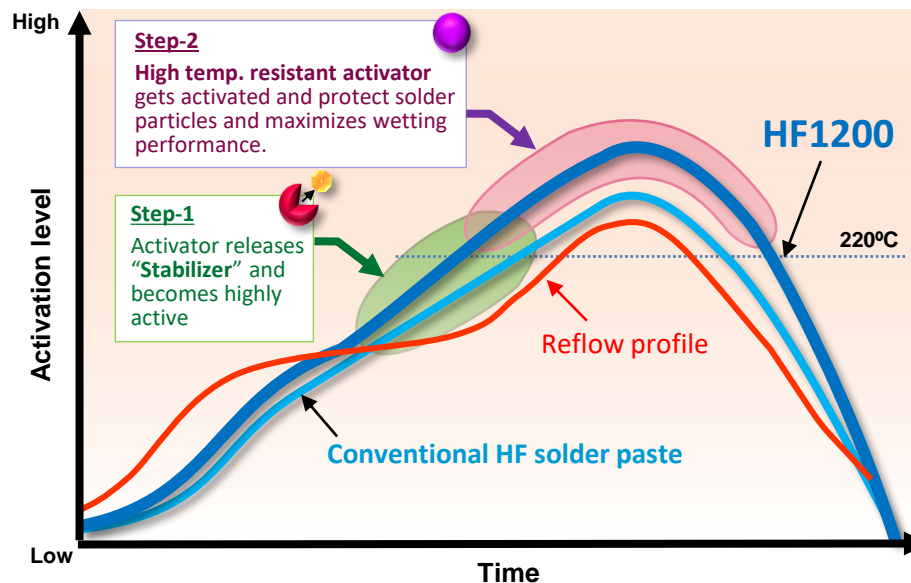 High
Step-2
High temp. resistant activator
gets activated and protect solder
particles and maximizes wetting
performance.
HF1200
Step-1
Activator releases
“Stabilizer” and
becomes highly
active
220ºC
Reflow profile
Conventional HF solder paste
Activation level
Low
Time